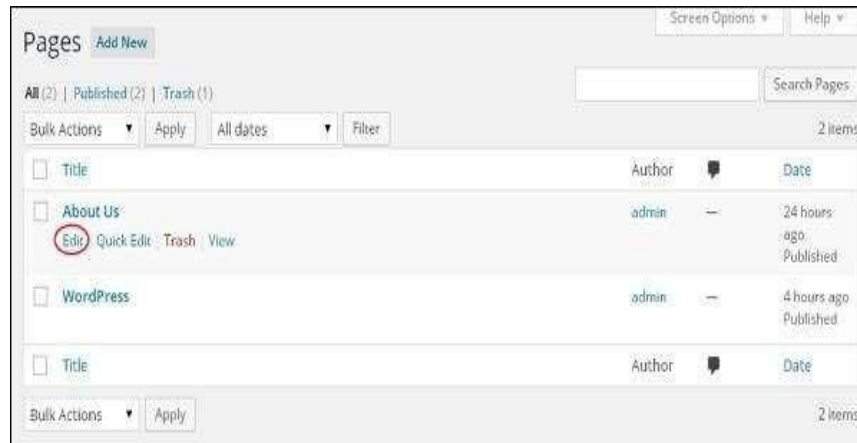 Screen Options Help
Pages Add New
All (2) | Published (2) | Trash (1)
Search Pages
Bulk Actions Apply All dates Filter 2 items
Title Author Date
About Us admin — 24 hours ago Published
Edit Quick Edit Trash View
WordPress admin — 4 hours ago Published
Title Author Date
Bulk Actions Apply 2 items